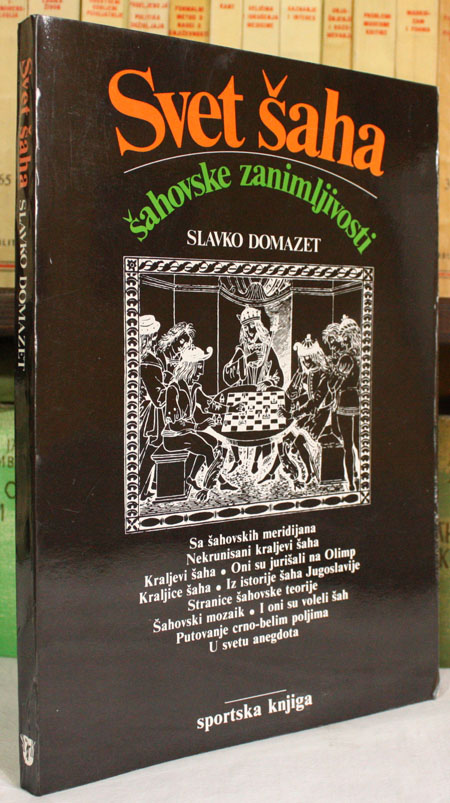 Svet šaha
šahovske zanimljivosti
SLAVKO DOMAZET
Sa šahovskih meridijana
Nekrunisani kraljevi šaha
Kraljevi šaha • Oni su jurišali na Olimp
Kraljice šaha • Iz istorije šaha Jugoslavije
Stranice šahovske teorije
Šahovski mozaik • I oni su voleli šah
Putovanje crno-belim poljima
U svetu anegdota
sportska knjiga
Svet šaha SLAVKO DOMAZET